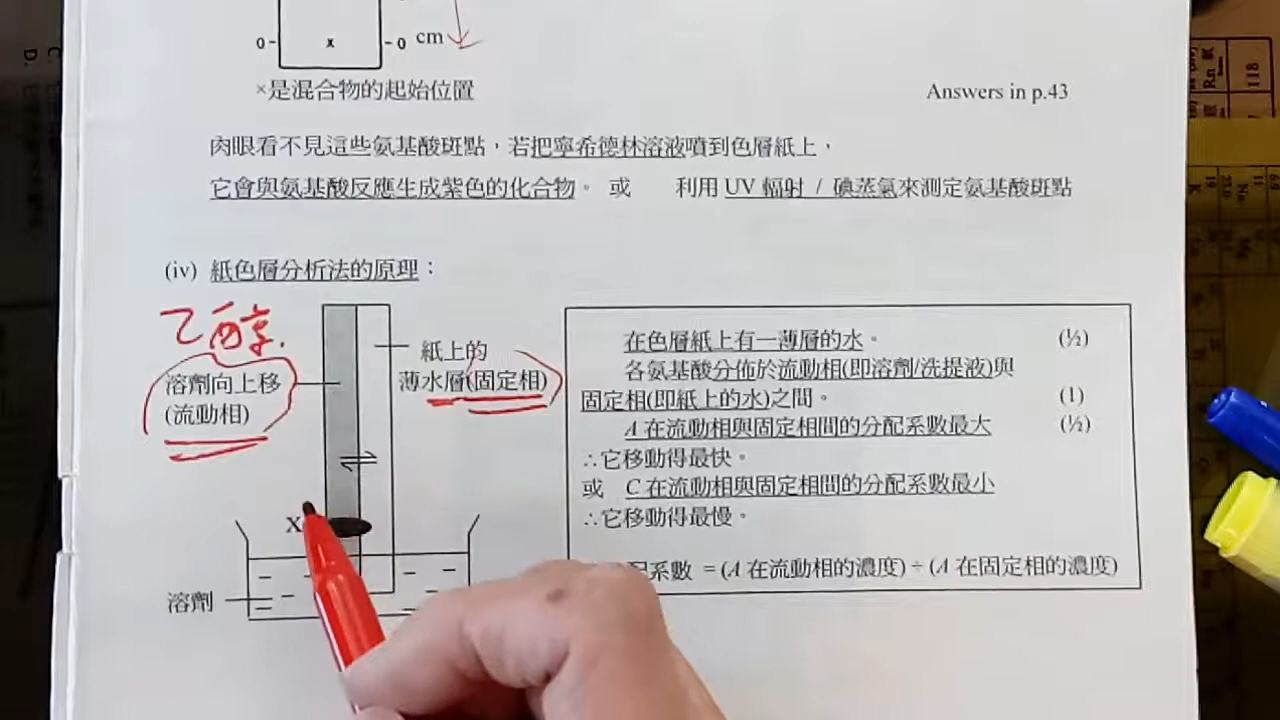 0 x 0 cm
×是混合物的起始位置
Answers in p.43
肉眼看不見這些氨基酸斑點，若把寧希德林溶液噴到色層紙上，
它會與氨基酸反應生成紫色的化合物。 或 利用 UV 輻射 / 碘蒸氣來測定氨基酸斑點
(iv) 紙色層分析法的原理：
乙醇.
溶劑向上移
(流動相)
紙上的
薄水層(固定相)
X
溶劑
在色層紙上有一薄層的水。 (½)
各氨基酸分佈於流動相(即溶劑/洗提液)與
固定相(即紙上的水)之間。 (1)
A 在流動相與固定相間的分配系數最大 (½)
∴它移動得最快。
或 C 在流動相與固定相間的分配系數最小
∴它移動得最慢。
配系數 = (A 在流動相的濃度) ÷ (A 在固定相的濃度)
Rn 氡
118